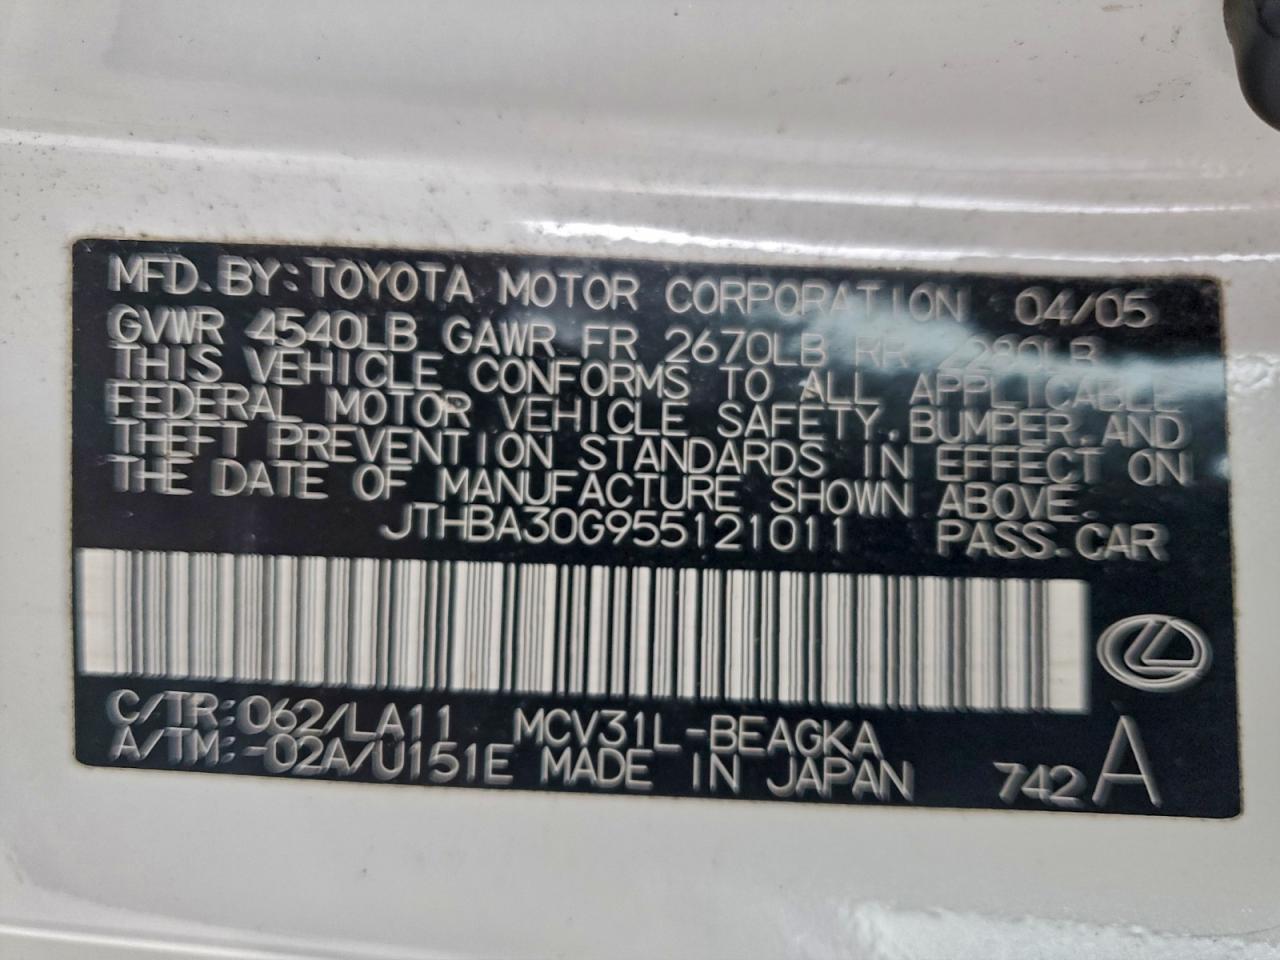 MFD. BY: TOYOTA MOTOR CORPORATION 04/05
GVWR 4540LB GAWR FR 2670LB RR 2280LB
THIS VEHICLE CONFORMS TO ALL APPLICABLE
FEDERAL MOTOR VEHICLE SAFETY, BUMPER, AND
THEFT PREVENTION STANDARDS IN EFFECT ON
THE DATE OF MANUFACTURE SHOWN ABOVE.
JTHBA30G955121011 PASS. CAR
C/TR: 062/LA11 MCV31L-BEAGKA
A/TM: -02A/U151E MADE IN JAPAN 742 A